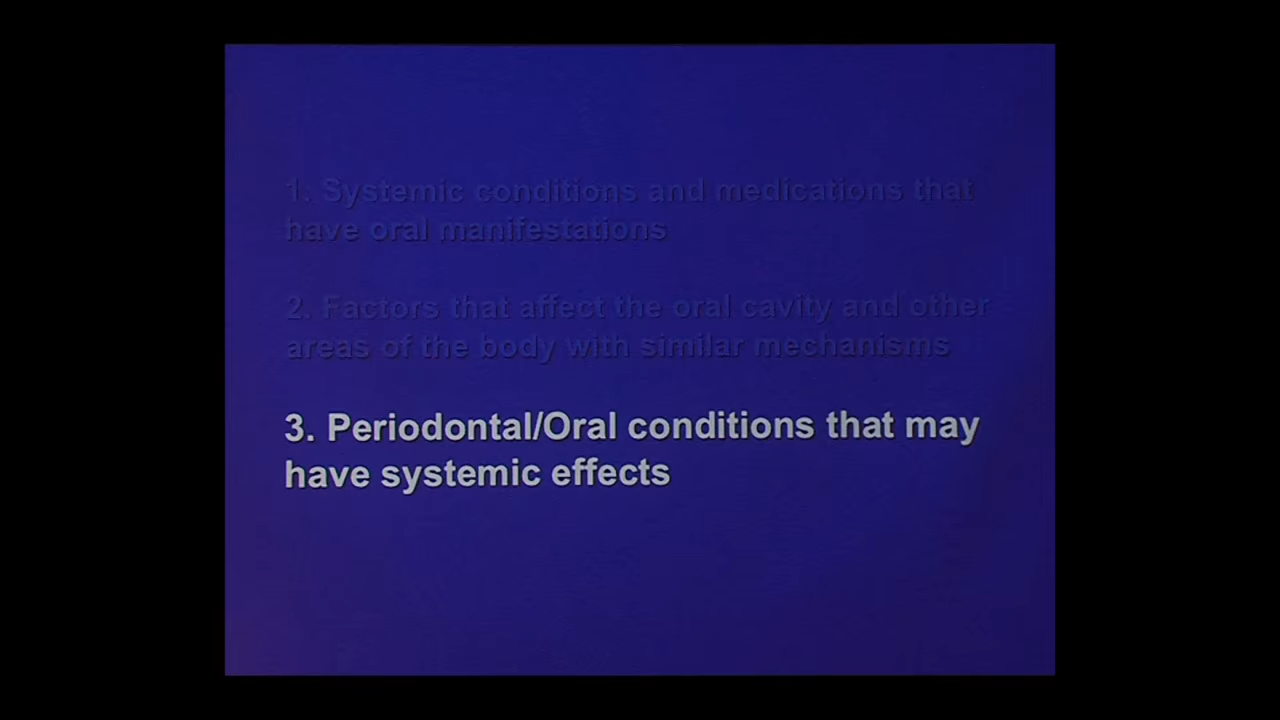 1. Systemic conditions and medications that
have oral manifestations
2. Factors that affect the oral cavity and other
areas of the body with similar mechanisms
3. Periodontal/Oral conditions that may
have systemic effects